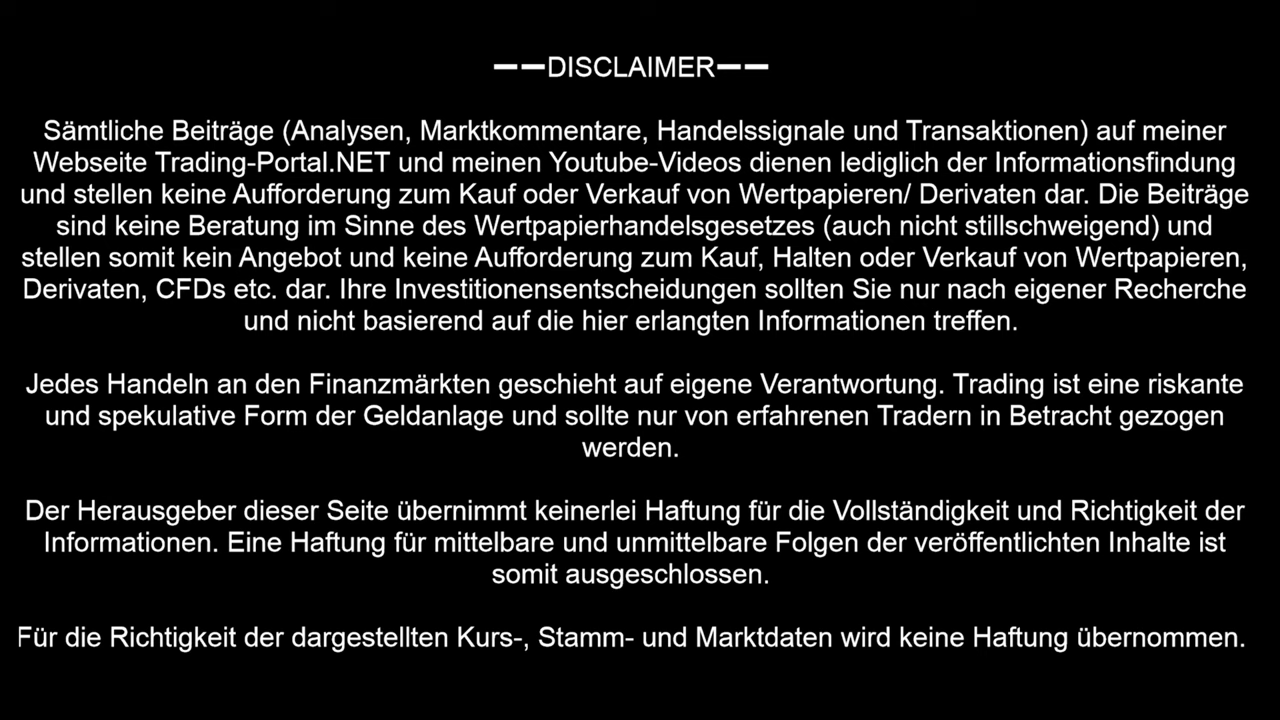 ——DISCLAIMER——
Sämtliche Beiträge (Analysen, Marktkommentare, Handelssignale und Transaktionen) auf meiner
Webseite Trading-Portal.NET und meinen Youtube-Videos dienen lediglich der Informationsfindung
und stellen keine Aufforderung zum Kauf oder Verkauf von Wertpapieren/ Derivaten dar. Die Beiträge
sind keine Beratung im Sinne des Wertpapierhandelsgesetzes (auch nicht stillschweigend) und
stellen somit kein Angebot und keine Aufforderung zum Kauf, Halten oder Verkauf von Wertpapieren,
Derivaten, CFDs etc. dar. Ihre Investitionensentscheidungen sollten Sie nur nach eigener Recherche
und nicht basierend auf die hier erlangten Informationen treffen.
Jedes Handeln an den Finanzmärkten geschieht auf eigene Verantwortung. Trading ist eine riskante
und spekulative Form der Geldanlage und sollte nur von erfahrenen Tradern in Betracht gezogen
werden.
Der Herausgeber dieser Seite übernimmt keinerlei Haftung für die Vollständigkeit und Richtigkeit der
Informationen. Eine Haftung für mittelbare und unmittelbare Folgen der veröffentlichten Inhalte ist
somit ausgeschlossen.
Für die Richtigkeit der dargestellten Kurs-, Stamm- und Marktdaten wird keine Haftung übernommen.